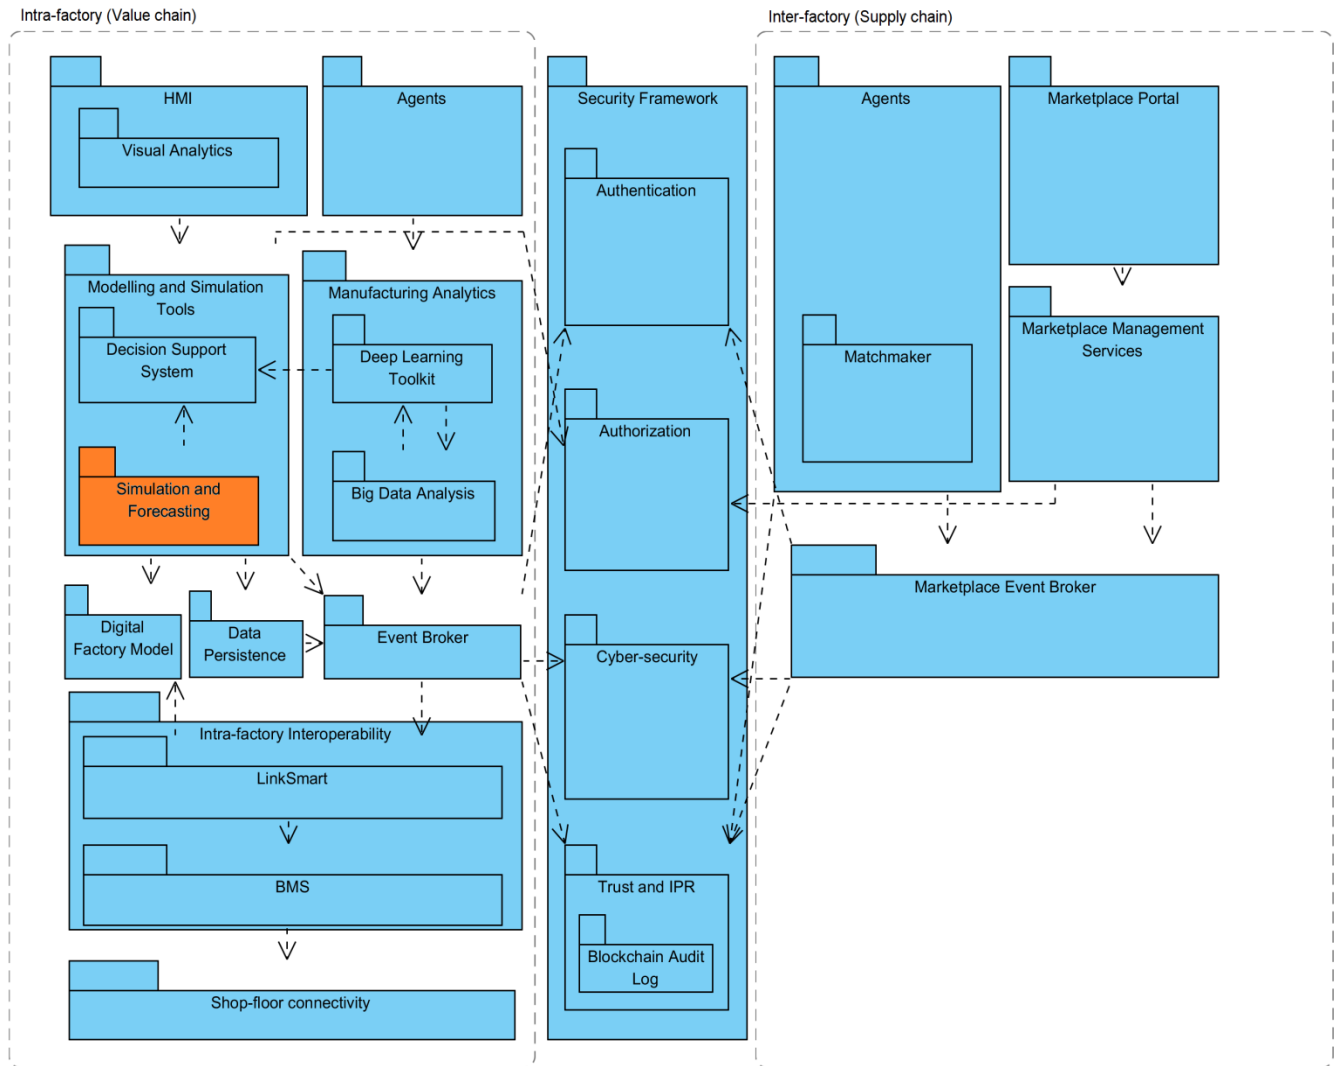 Intra-factory (Value chain)
Inter-factory (Supply chain)
HMI
Visual Analytics
Agents
Security Framework
Authentication
Agents
Marketplace Portal
Modelling and Simulation
Tools
Decision Support
System
Manufacturing Analytics
Deep Learning
Toolkit
Matchmaker
Marketplace Management
Services
Authorization
Simulation and
Forecasting
Big Data Analysis
Digital
Factory Model
Data
Persistence
Event Broker
Cyber-security
Marketplace Event Broker
Intra-factory Interoperability
LinkSmart
BMS
Trust and IPR
Blockchain Audit
Log
Shop-floor connectivity